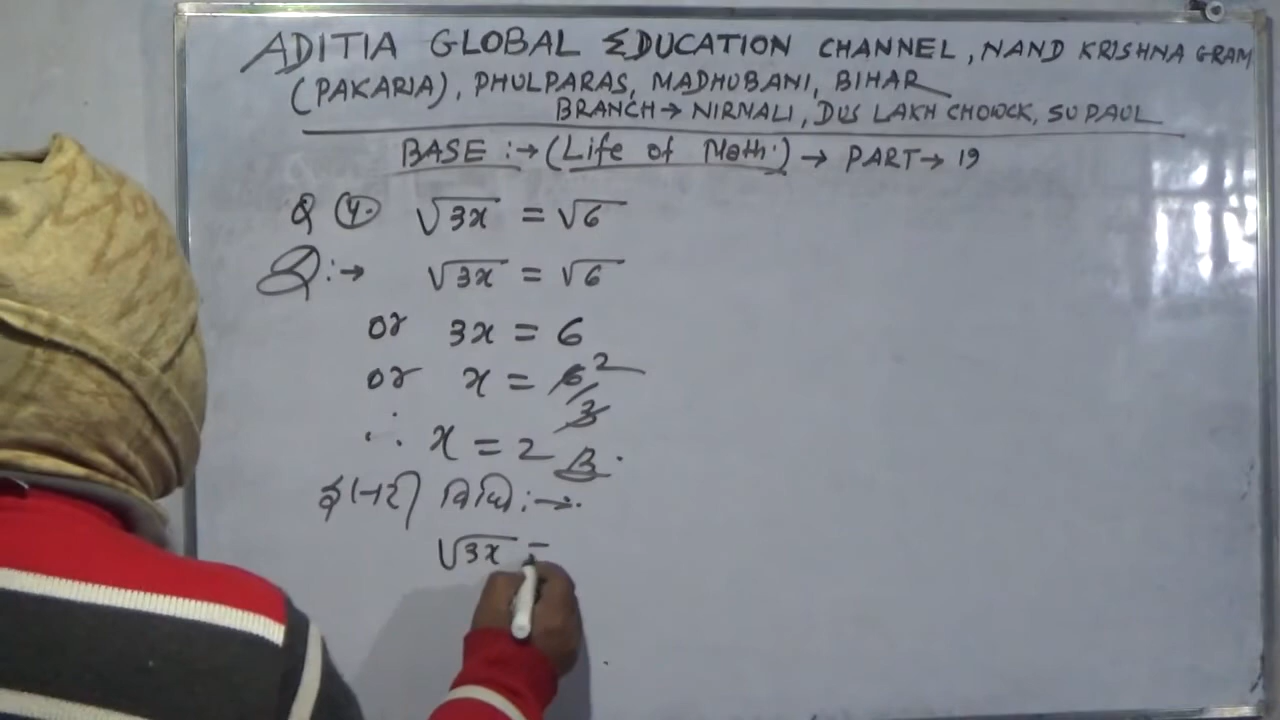 ADITIA GLOBAL EDUCATION CHANNEL, NAND KRISHNA GRAM
(PAKARIA), PHULPARAS, MADHUBANI, BIHAR
BRANCH → NIRNALI, DUS LAKH CHOWCK, SUPAUL
BASE :→ (Life of Math.) → PART → 19
Q 4. √3x = √6
:→ √3x = √6
or 3x = 6
or x = 6/3 2
∴ x = 2
दूसरी विधि :→
√3x =